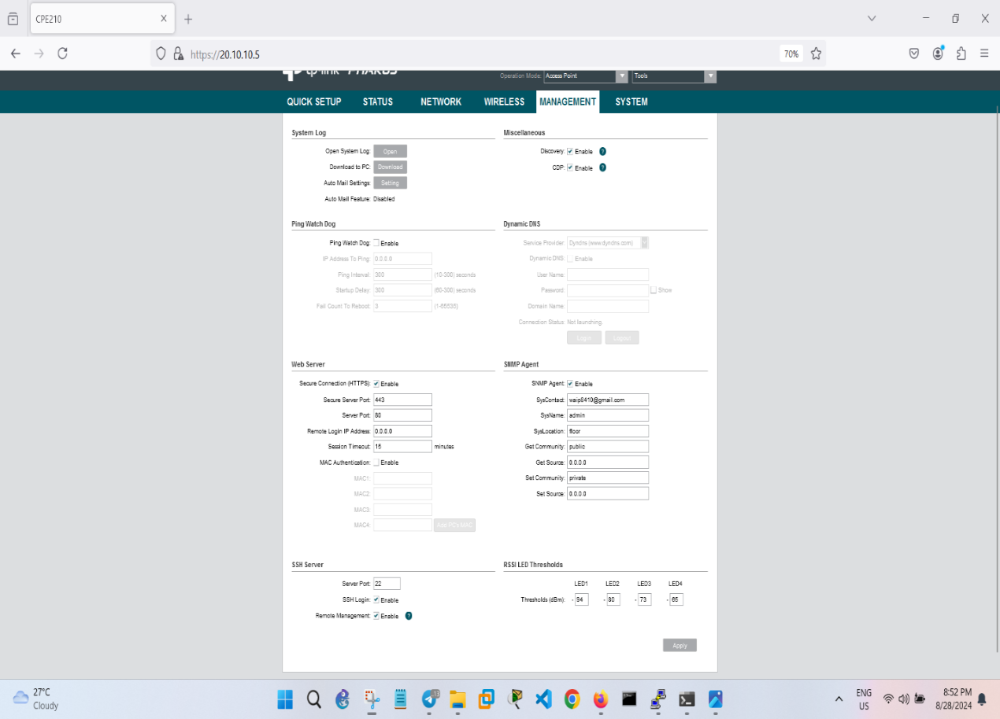 CPE210
https://20.10.10.5
70%
tp-link PHAROS
Operation Mode: Access Point Tools
QUICK SETUP STATUS NETWORK WIRELESS MANAGEMENT SYSTEM
System Log
Open System Log: Open
Download to PC: Download
Auto Mail Settings: Setting
Auto Mail Feature: Disabled
Miscellaneous
Discovery: Enable ?
CDP: Enable ?
Ping Watch Dog
Ping Watch Dog: Enable
IP Address To Ping: 0.0.0.0
Ping Interval: 300 (10-300) seconds
Startup Delay: 300 (60-300) seconds
Fail Count To Reboot: 3 (1-65535)
Dynamic DNS
Service Provider: Dyndns (www.dyndns.com)
Dynamic DNS: Enable
User Name:
Password: Show
Domain Name:
Connection Status: Not launching.
Login Logout
Web Server
Secure Connection (HTTPS): Enable
Secure Server Port: 443
Server Port: 80
Remote Login IP Address: 0.0.0.0
Session Timeout: 15 minutes
MAC Authentication: Enable
MAC1:
MAC2:
MAC3:
MAC4: Add PC's MAC
SNMP Agent
SNMP Agent: Enable
SysContact: waip8410@gmail.com
SysName: admin
SysLocation: floor
Get Community: public
Get Source: 0.0.0.0
Set Community: private
Set Source: 0.0.0.0
SSH Server
Server Port: 22
SSH Login: Enable
Remote Management: Enable ?
RSSI LED Thresholds
LED1 LED2 LED3 LED4
Thresholds (dBm): - 94 - 80 - 73 - 65
Apply
27°C
Cloudy
ENG
US
8:52 PM
8/28/2024